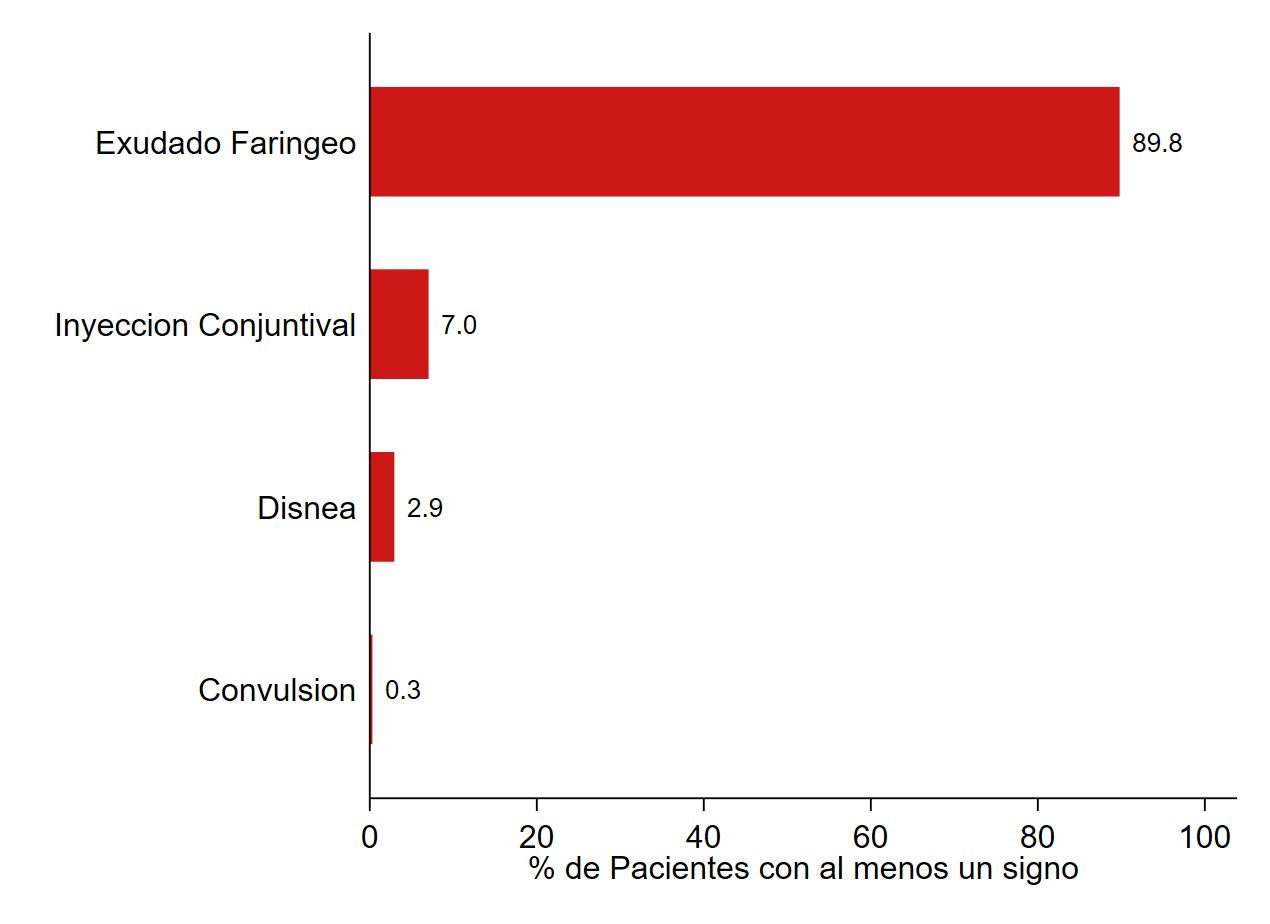 Exudado Faringeo
89.8
Inyeccion Conjuntival
7.0
Disnea
2.9
Convulsion
0.3
0 20 40 60 80 100
% de Pacientes con al menos un signo